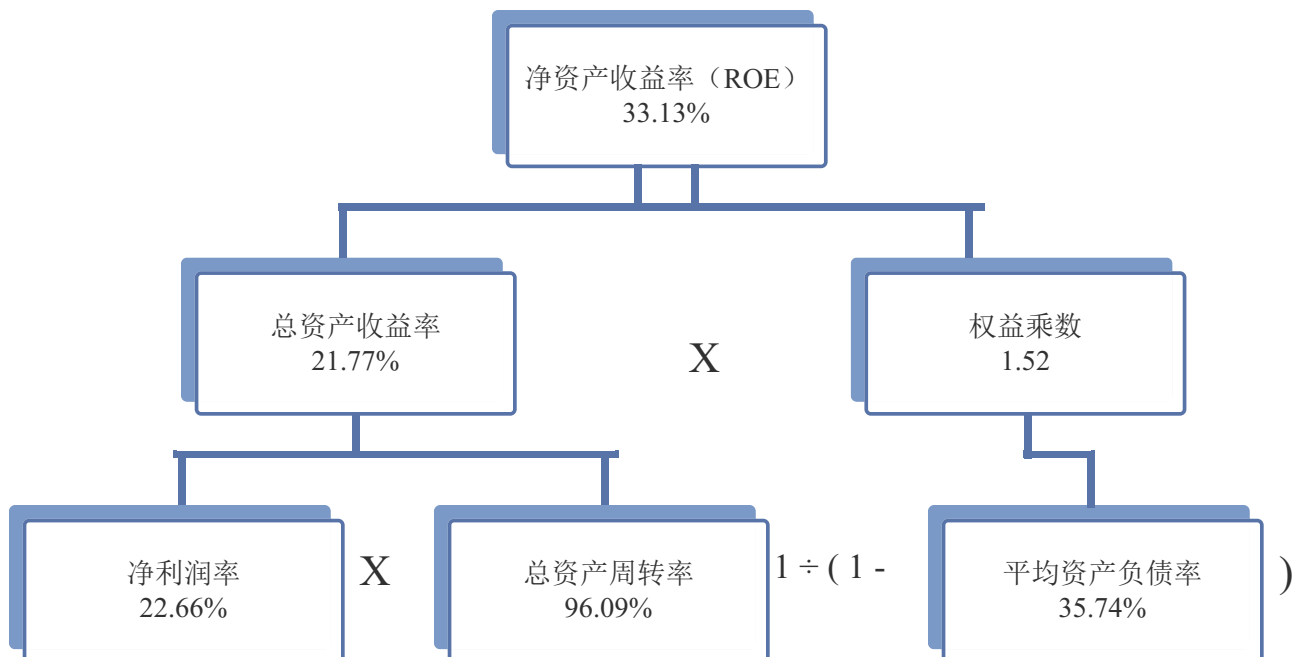 净资产收益率（ROE）
33.13%
总资产收益率
21.77%
X
权益乘数
1.52
净利润率
22.66%
X
总资产周转率
96.09%
1 ÷ ( 1 -
平均资产负债率
35.74%
)